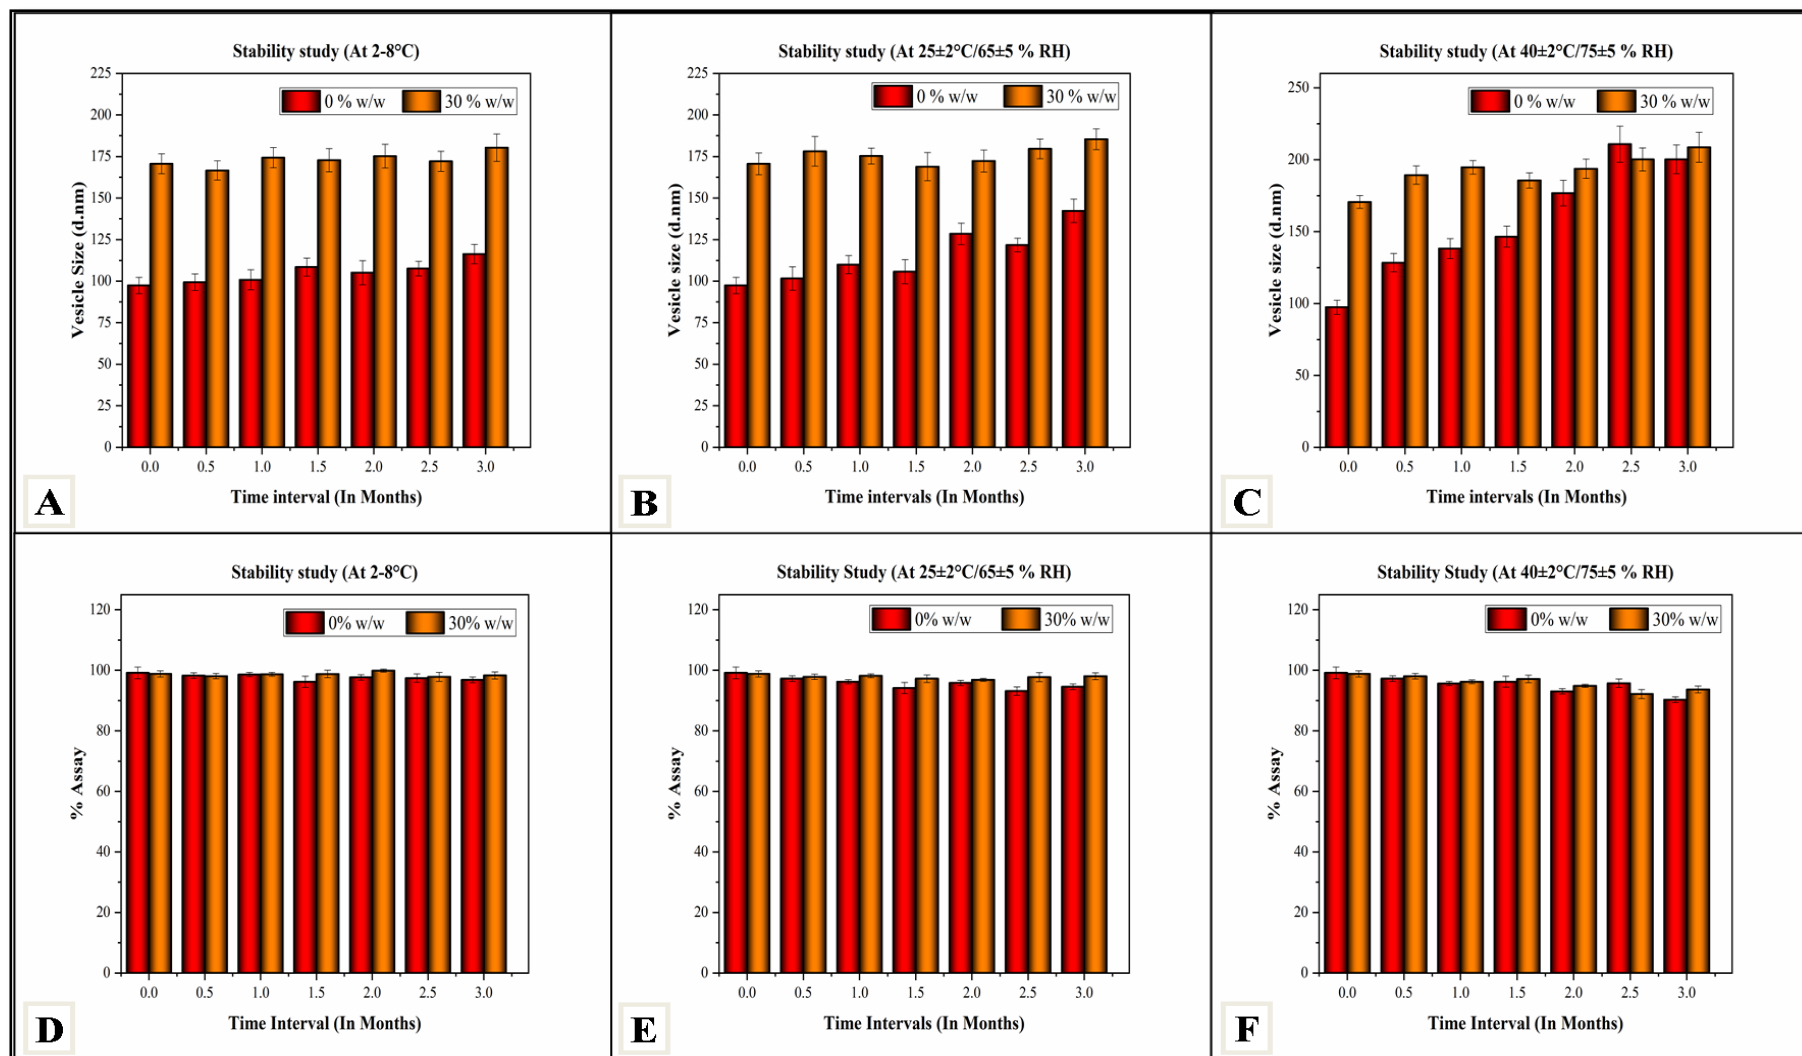 Stability study (At 2-8°C)
0 % w/w 30 % w/w
Vesicle Size (d.nm)
225
200
175
150
125
100
75
50
25
0
0.0 0.5 1.0 1.5 2.0 2.5 3.0
Time interval (In Months)
A
Stability study (At 25±2°C/65±5 % RH)
0 % w/w 30 % w/w
Vesicle size (d.nm)
225
200
175
150
125
100
75
50
25
0
0.0 0.5 1.0 1.5 2.0 2.5 3.0
Time intervals (In Months)
B
Stability study (At 40±2°C/75±5 % RH)
0 % w/w 30 % w/w
Vesicle size (d.nm)
250
200
150
100
50
0
0.0 0.5 1.0 1.5 2.0 2.5 3.0
Time intervals (In Months)
C
Stability study (At 2-8°C)
0% w/w 30% w/w
% Assay
120
100
80
60
40
20
0
0.0 0.5 1.0 1.5 2.0 2.5 3.0
Time Interval (In Months)
D
Stability Study (At 25±2°C/65±5 % RH)
0% w/w 30% w/w
% Assay
120
100
80
60
40
20
0
0.0 0.5 1.0 1.5 2.0 2.5 3.0
Time Intervals (In Months)
E
Stability Study (At 40±2°C/75±5 % RH)
0% w/w 30% w/w
% Assay
120
100
80
60
40
20
0
0.0 0.5 1.0 1.5 2.0 2.5 3.0
Time Interval (In Months)
F